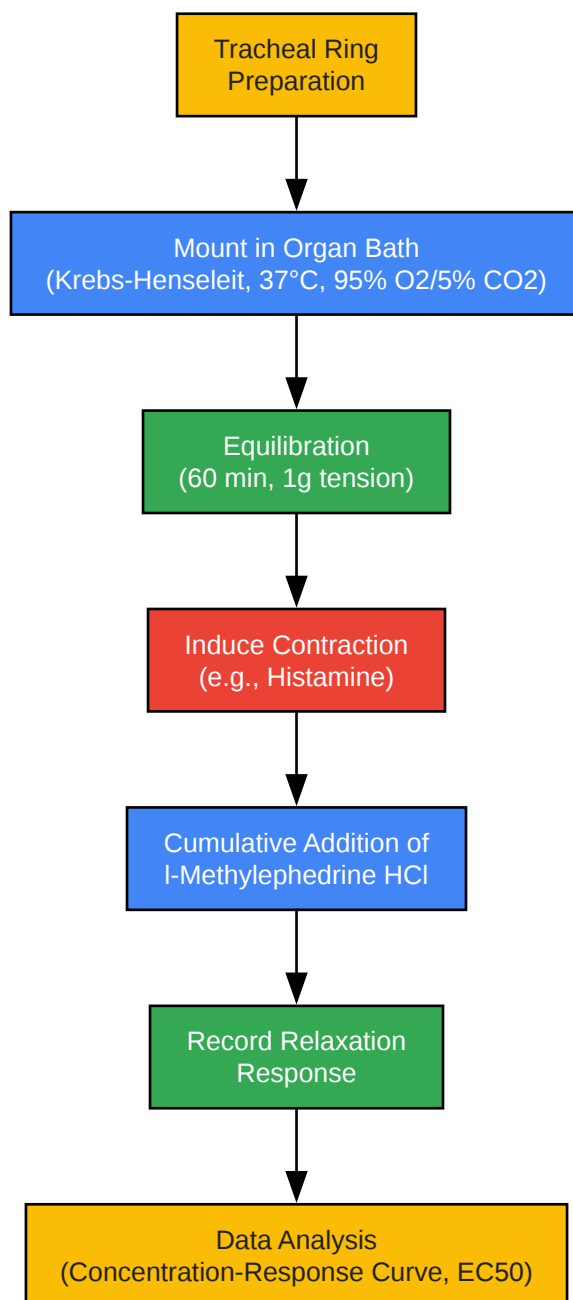 Tracheal Ring
Preparation
Mount in Organ Bath
(Krebs-Henseleit, 37°C, 95% O2/5% CO2)
Equilibration
(60 min, 1g tension)
Induce Contraction
(e.g., Histamine)
Cumulative Addition of
l-Methylephedrine HCl
Record Relaxation
Response
Data Analysis
(Concentration-Response Curve, EC50)